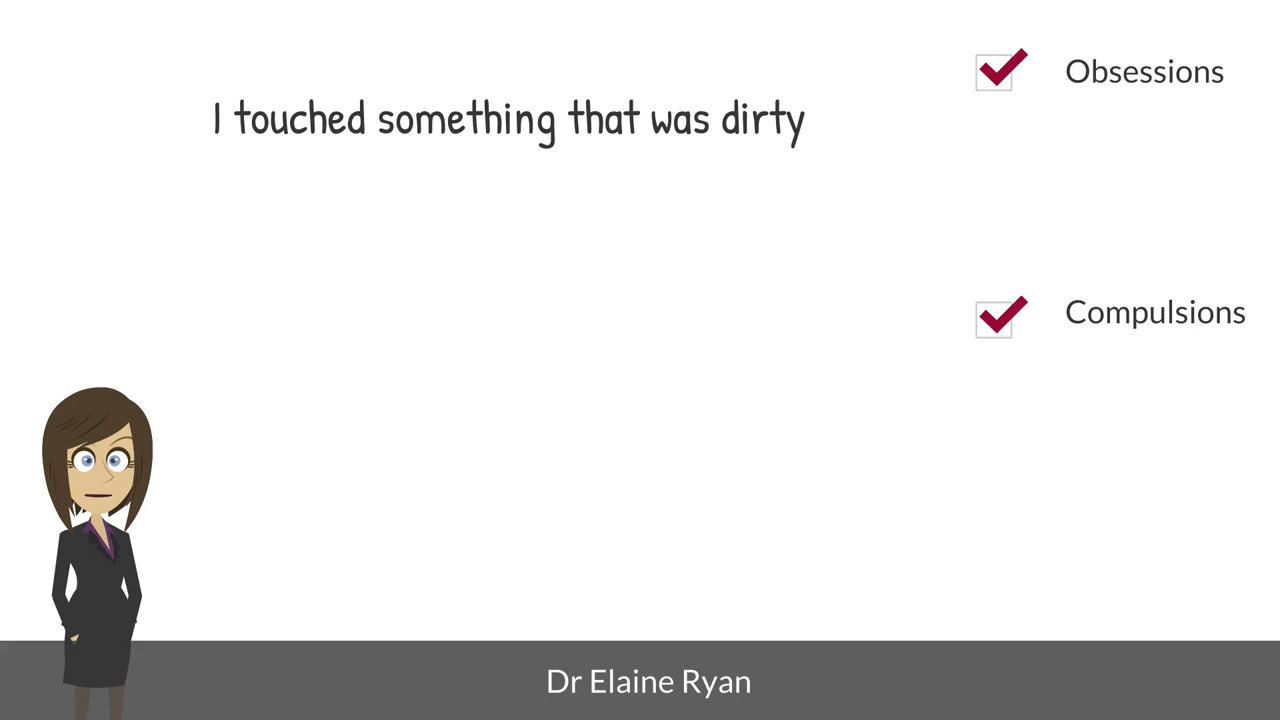 Obsessions
I touched something that was dirty
Compulsions
Dr Elaine Ryan